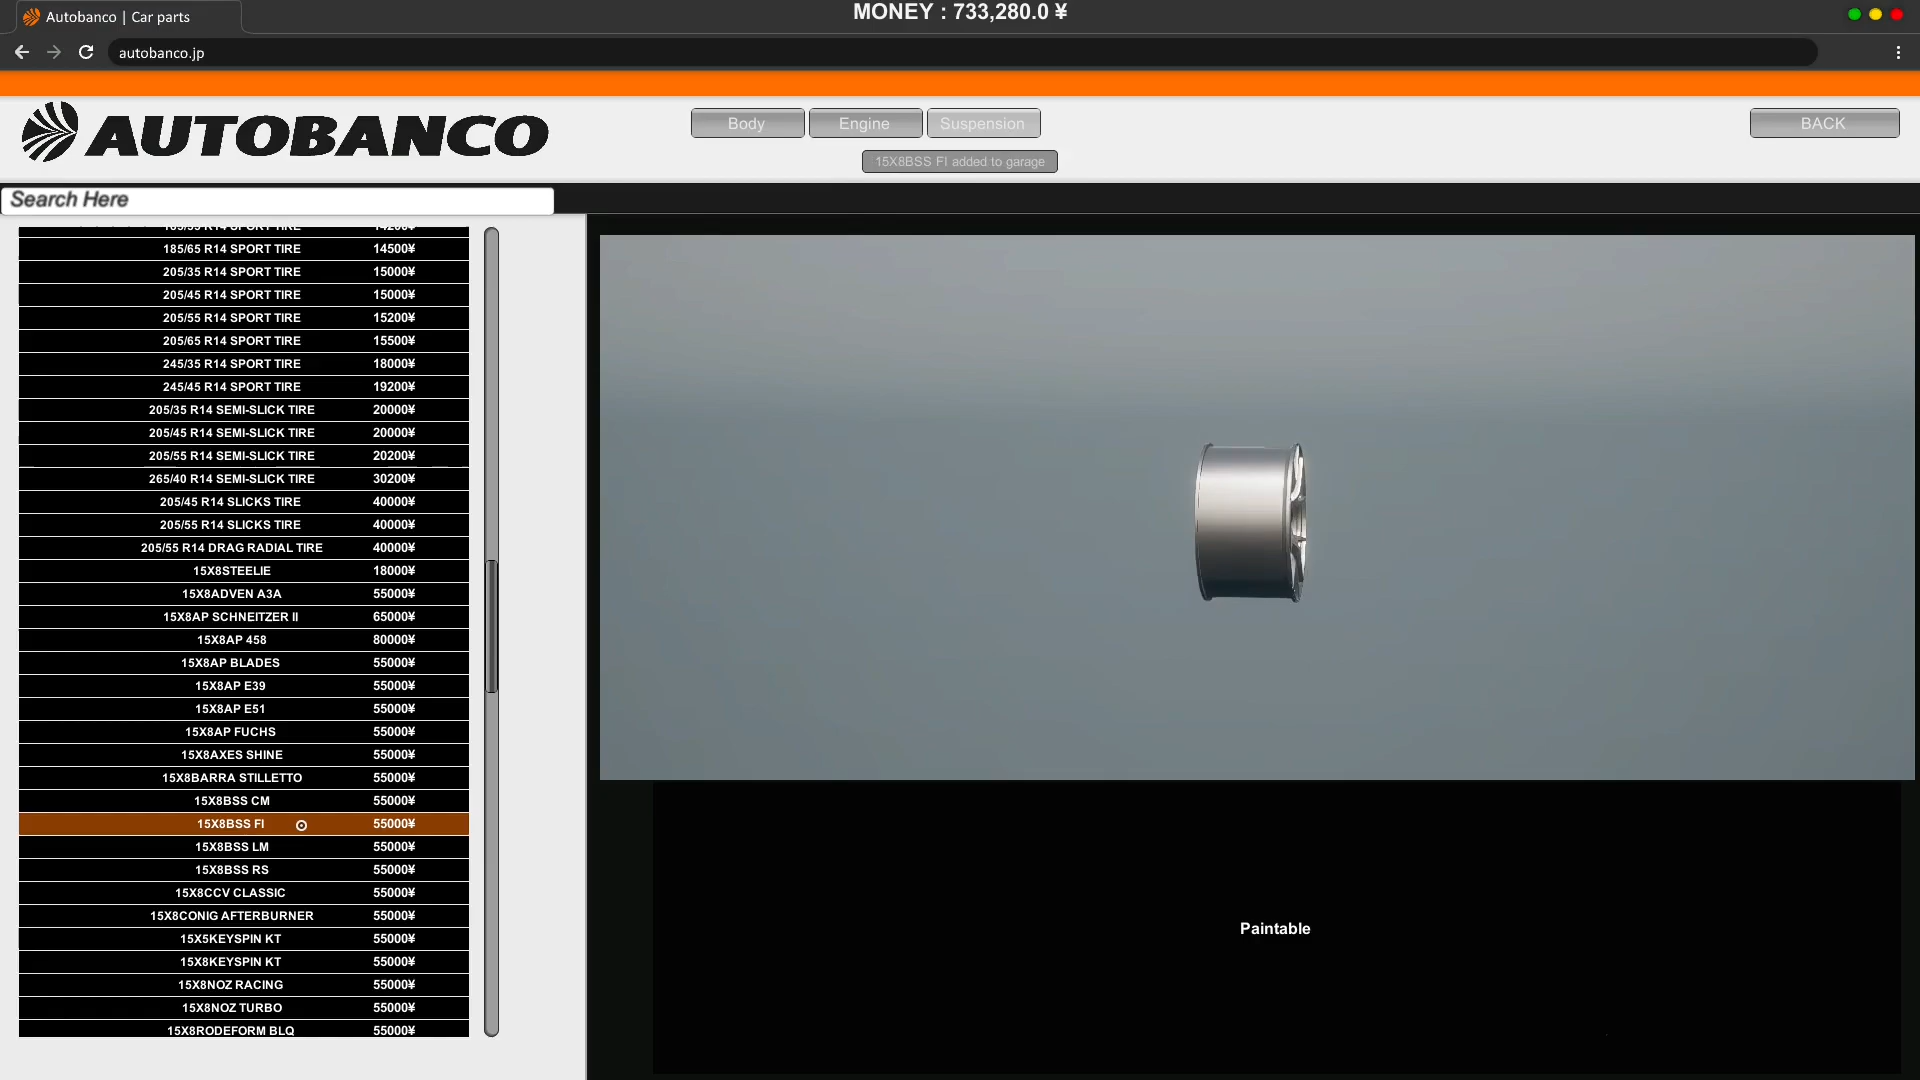 Autobanco | Car parts
MONEY : 733,280.0 ¥
autobanco.jp
AUTOBANCO
Body
Engine
Suspension
BACK
15X8BSS FI added to garage
Search Here
185/55 R14 SPORT TIRE 14200¥
185/65 R14 SPORT TIRE 14500¥
205/35 R14 SPORT TIRE 15000¥
205/45 R14 SPORT TIRE 15000¥
205/55 R14 SPORT TIRE 15200¥
205/65 R14 SPORT TIRE 15500¥
245/35 R14 SPORT TIRE 18000¥
245/45 R14 SPORT TIRE 19200¥
205/35 R14 SEMI-SLICK TIRE 20000¥
205/45 R14 SEMI-SLICK TIRE 20000¥
205/55 R14 SEMI-SLICK TIRE 20200¥
265/40 R14 SEMI-SLICK TIRE 30200¥
205/45 R14 SLICKS TIRE 40000¥
205/55 R14 SLICKS TIRE 40000¥
205/55 R14 DRAG RADIAL TIRE 40000¥
15X8STEELIE 18000¥
15X8ADVEN A3A 55000¥
15X8AP SCHNEITZER II 65000¥
15X8AP 458 80000¥
15X8AP BLADES 55000¥
15X8AP E39 55000¥
15X8AP E51 55000¥
15X8AP FUCHS 55000¥
15X8AXES SHINE 55000¥
15X8BARRA STILLETTO 55000¥
15X8BSS CM 55000¥
15X8BSS FI 55000¥
15X8BSS LM 55000¥
15X8BSS RS 55000¥
15X8CCV CLASSIC 55000¥
15X8CONIG AFTERBURNER 55000¥
15X5KEYSPIN KT 55000¥
15X8KEYSPIN KT 55000¥
15X8NOZ RACING 55000¥
15X8NOZ TURBO 55000¥
15X8RODEFORM BLQ 55000¥
Paintable